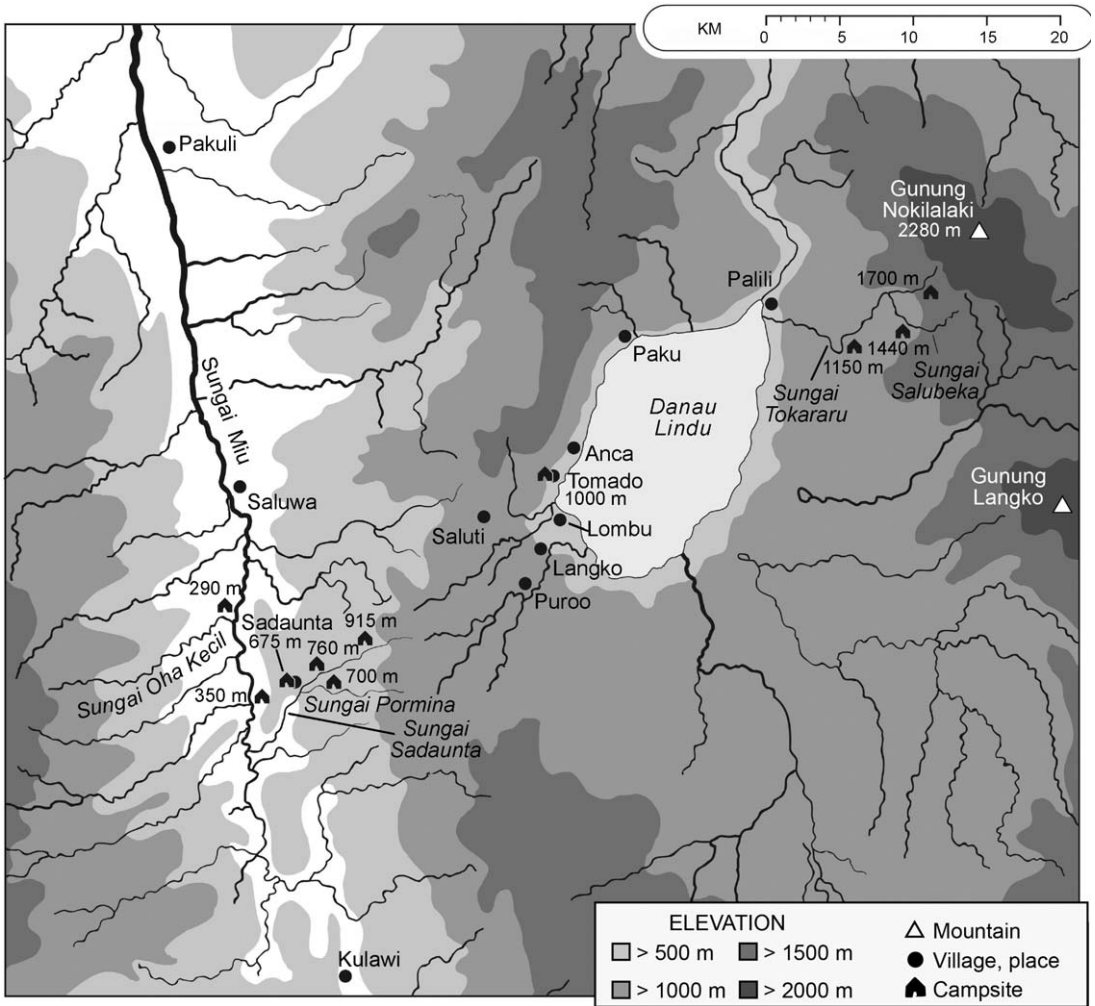 KM 0 5 10 15 20
Pakuli
Gunung
Nokilalaki
2280 m
1700 m
Palili
Paku
1440 m
1150 m
Sungai
Salubeka
Sungai
Tokararu
Sungai Miu
Danau
Lindu
Anca
Tomado
1000 m
Gunung
Langko
Saluwa
Saluti
Lombu
Langko
Puroo
290 m
Sadaunta
675 m
915 m
760 m
700 m
350 m
Sungai Oha Kecil
Sungai Pormina
Sungai
Sadaunta
Kulawi
ELEVATION
> 500 m
> 1500 m
> 1000 m
> 2000 m
Mountain
Village, place
Campsite